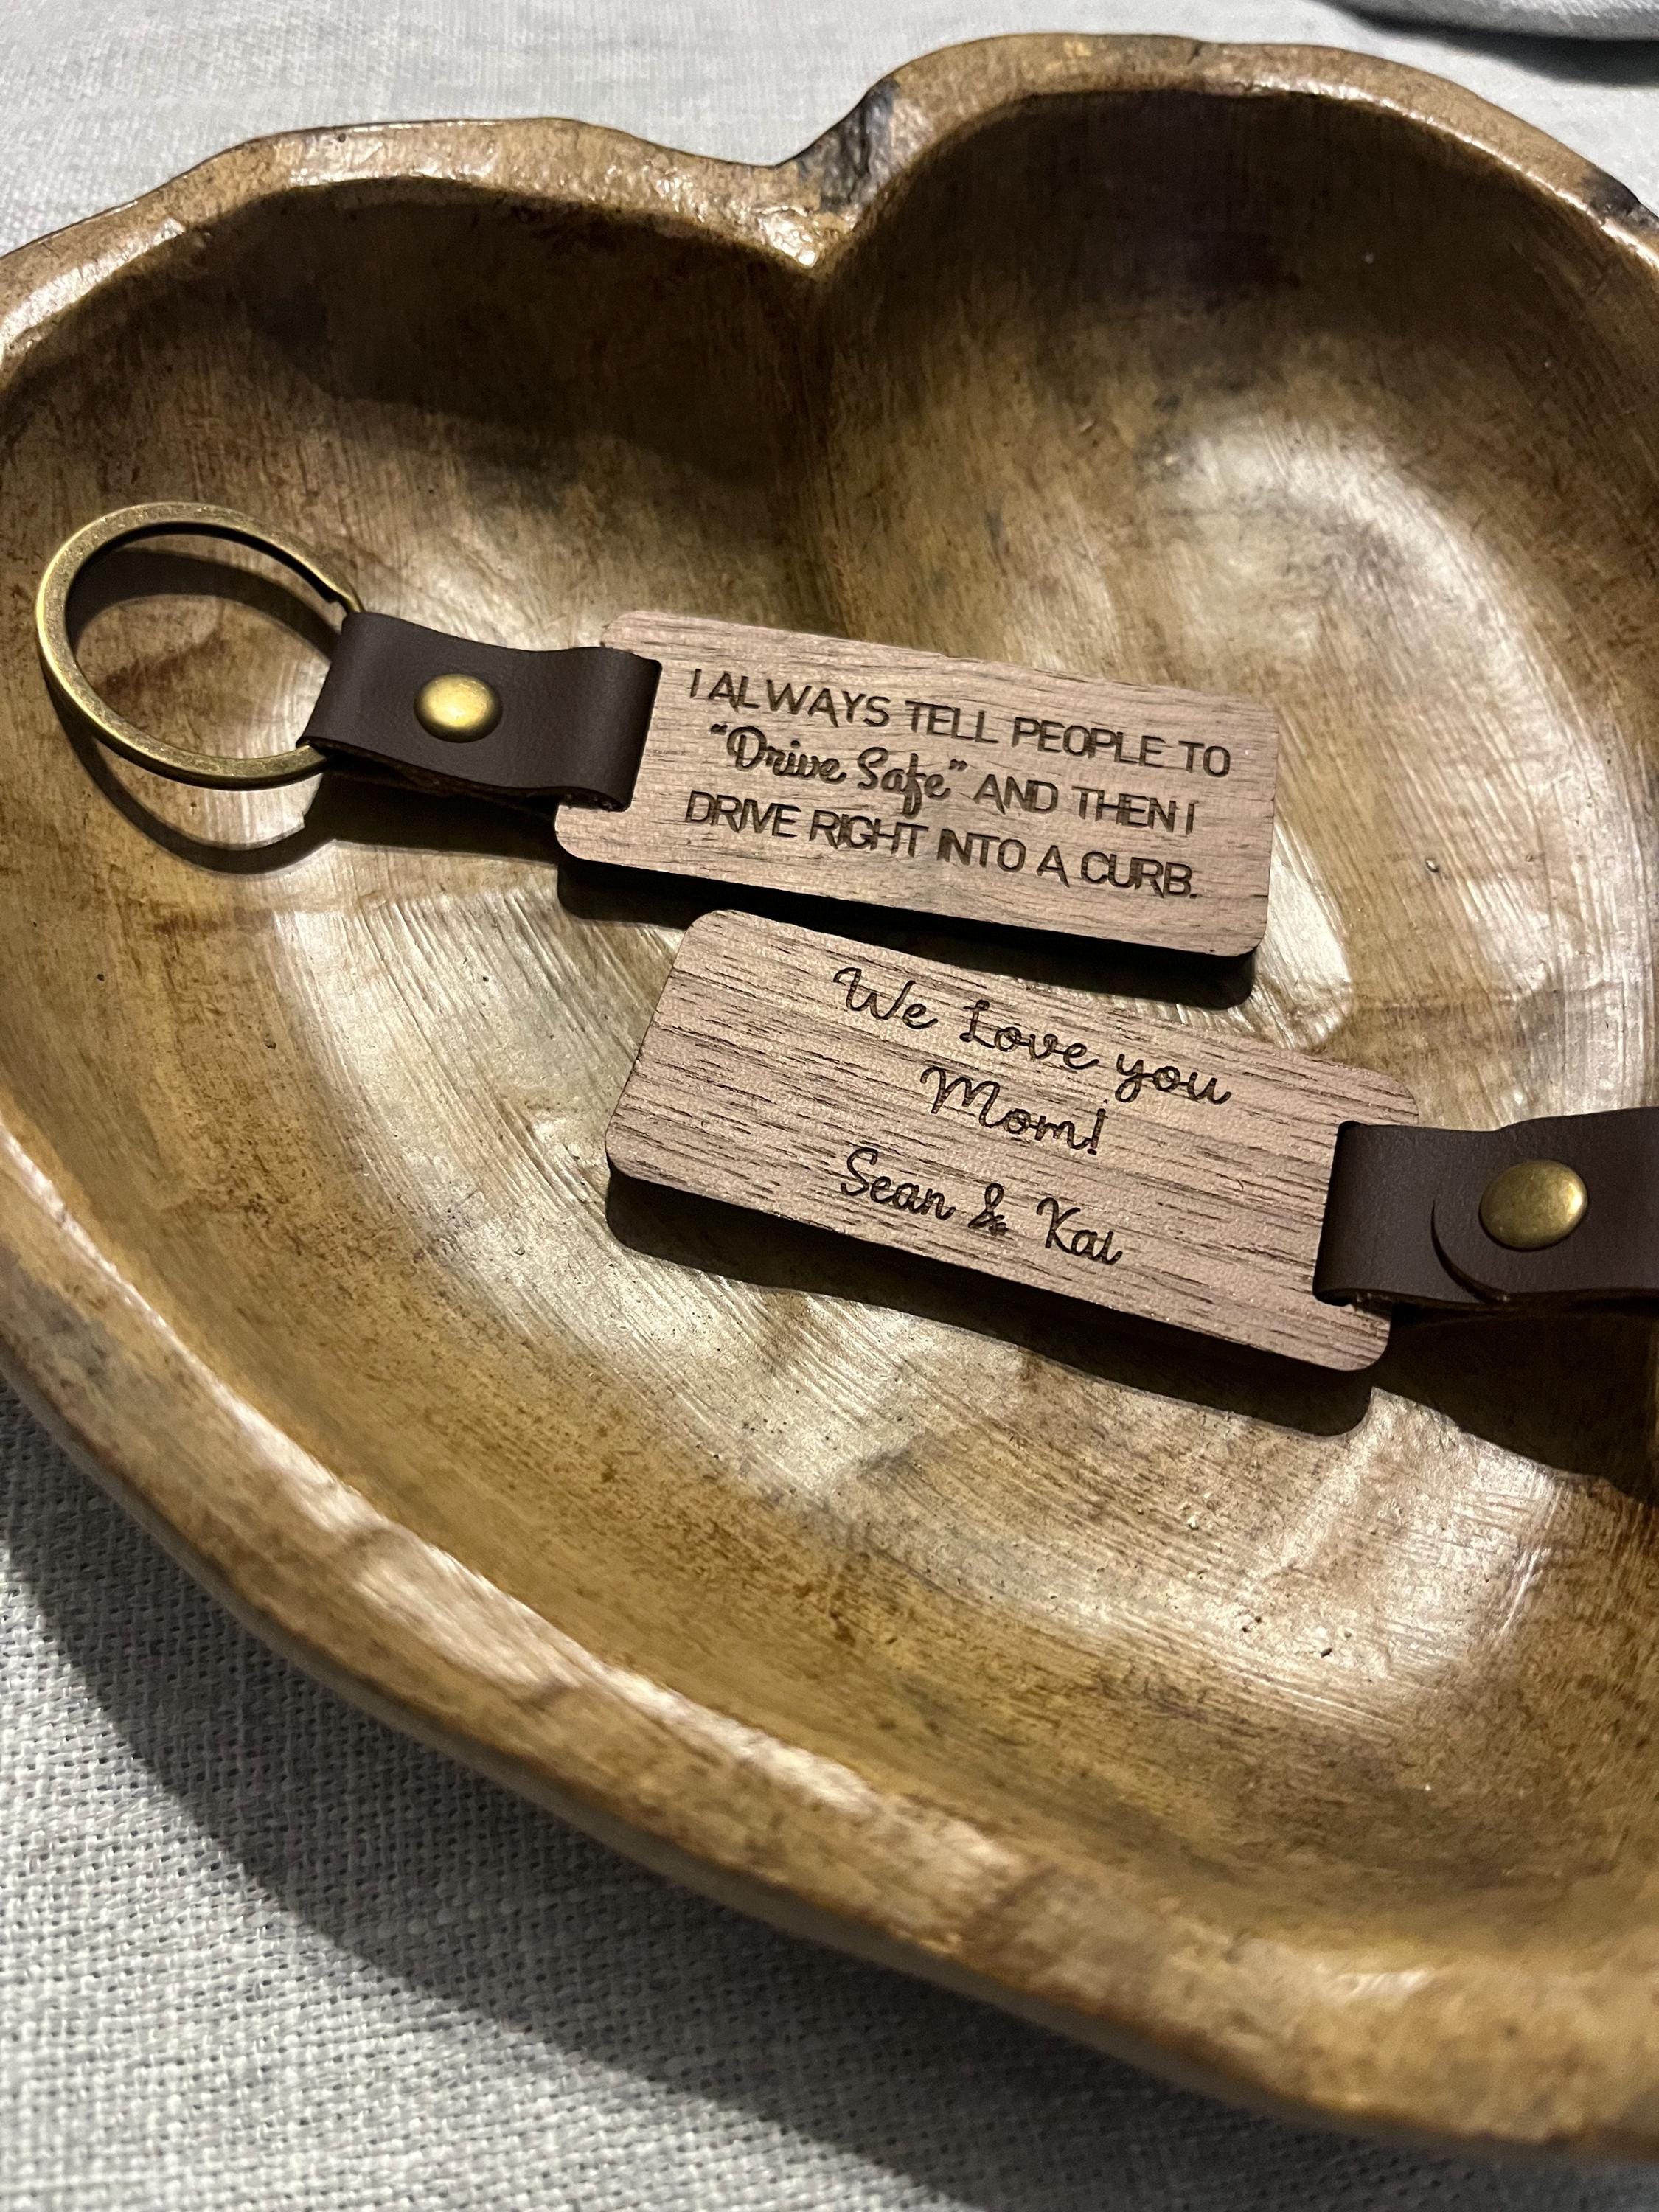 I ALWAYS TELL PEOPLE TO
“Drive Safe” AND THEN I
DRIVE RIGHT INTO A CURB.
We Love you
Mom!
Sean & Kai